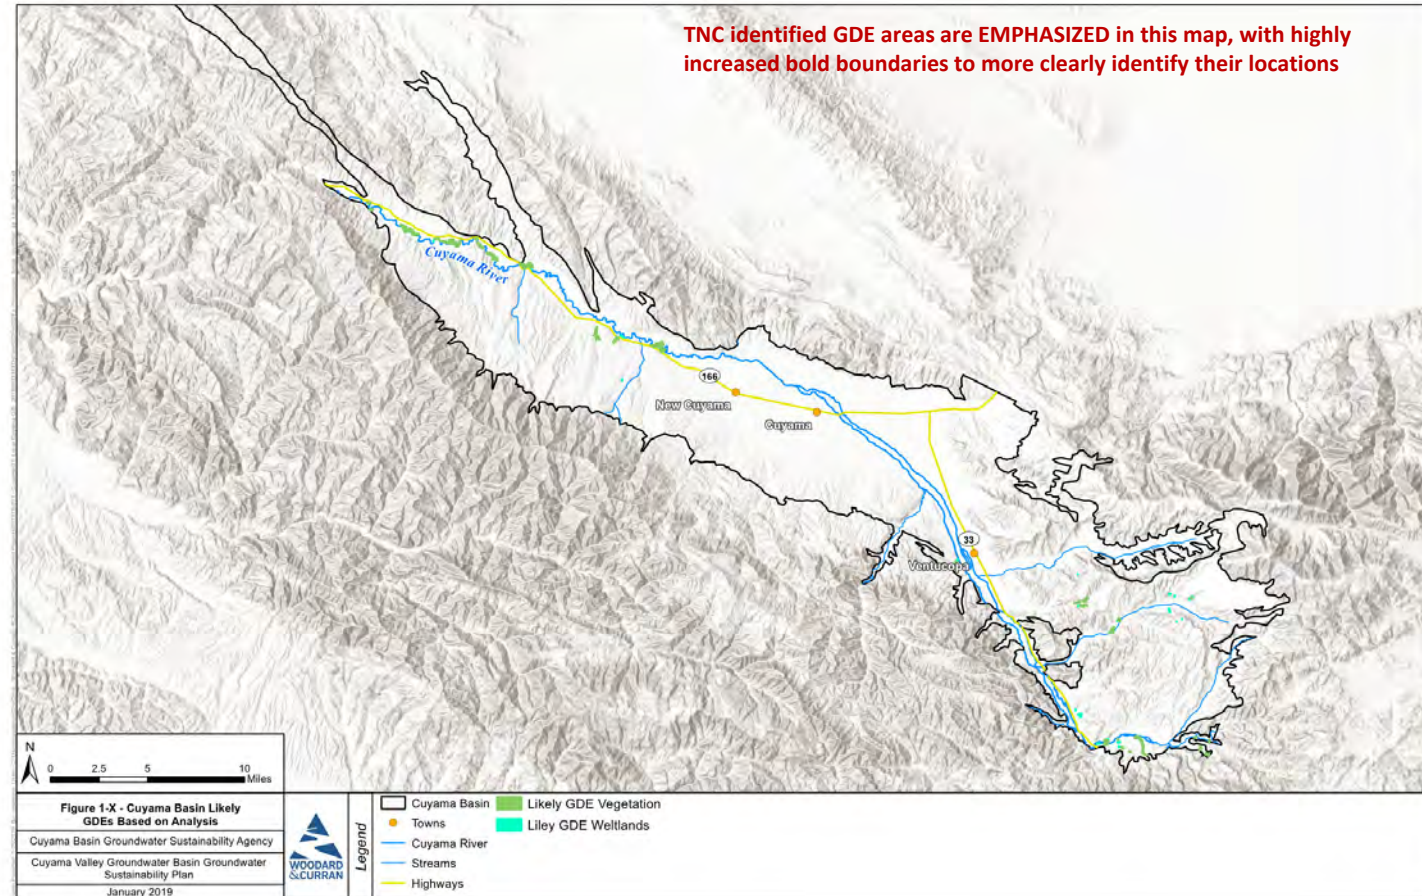 TNC identified GDE areas are EMPHASIZED in this map, with highly
increased bold boundaries to more clearly identify their locations
Cuyama River
166
New Cuyama
Cuyama
33
Ventucopa
N
0 2.5 5 10
Miles
Figure 1-X - Cuyama Basin Likely
GDEs Based on Analysis
Cuyama Basin Groundwater Sustainability Agency
Cuyama Valley Groundwater Basin Groundwater
Sustainability Plan
January 2019
WOODARD
&CURRAN
Legend
Cuyama Basin
Towns
Cuyama River
Streams
Highways
Likely GDE Vegetation
Liley GDE Weltlands